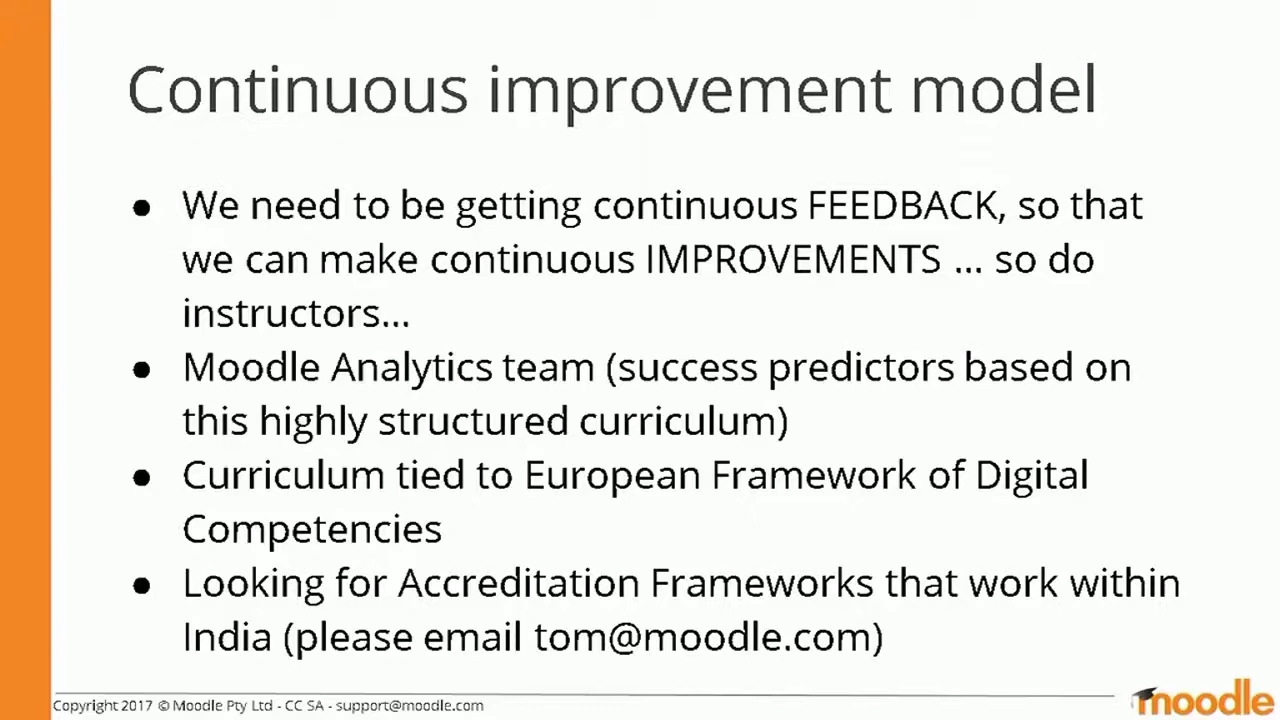 Continuous improvement model
● We need to be getting continuous FEEDBACK, so that
we can make continuous IMPROVEMENTS ... so do
instructors...
● Moodle Analytics team (success predictors based on
this highly structured curriculum)
● Curriculum tied to European Framework of Digital
Competencies
● Looking for Accreditation Frameworks that work within
India (please email tom@moodle.com)
Copyright 2017 © Moodle Pty Ltd - CC SA - support@moodle.com
moodle